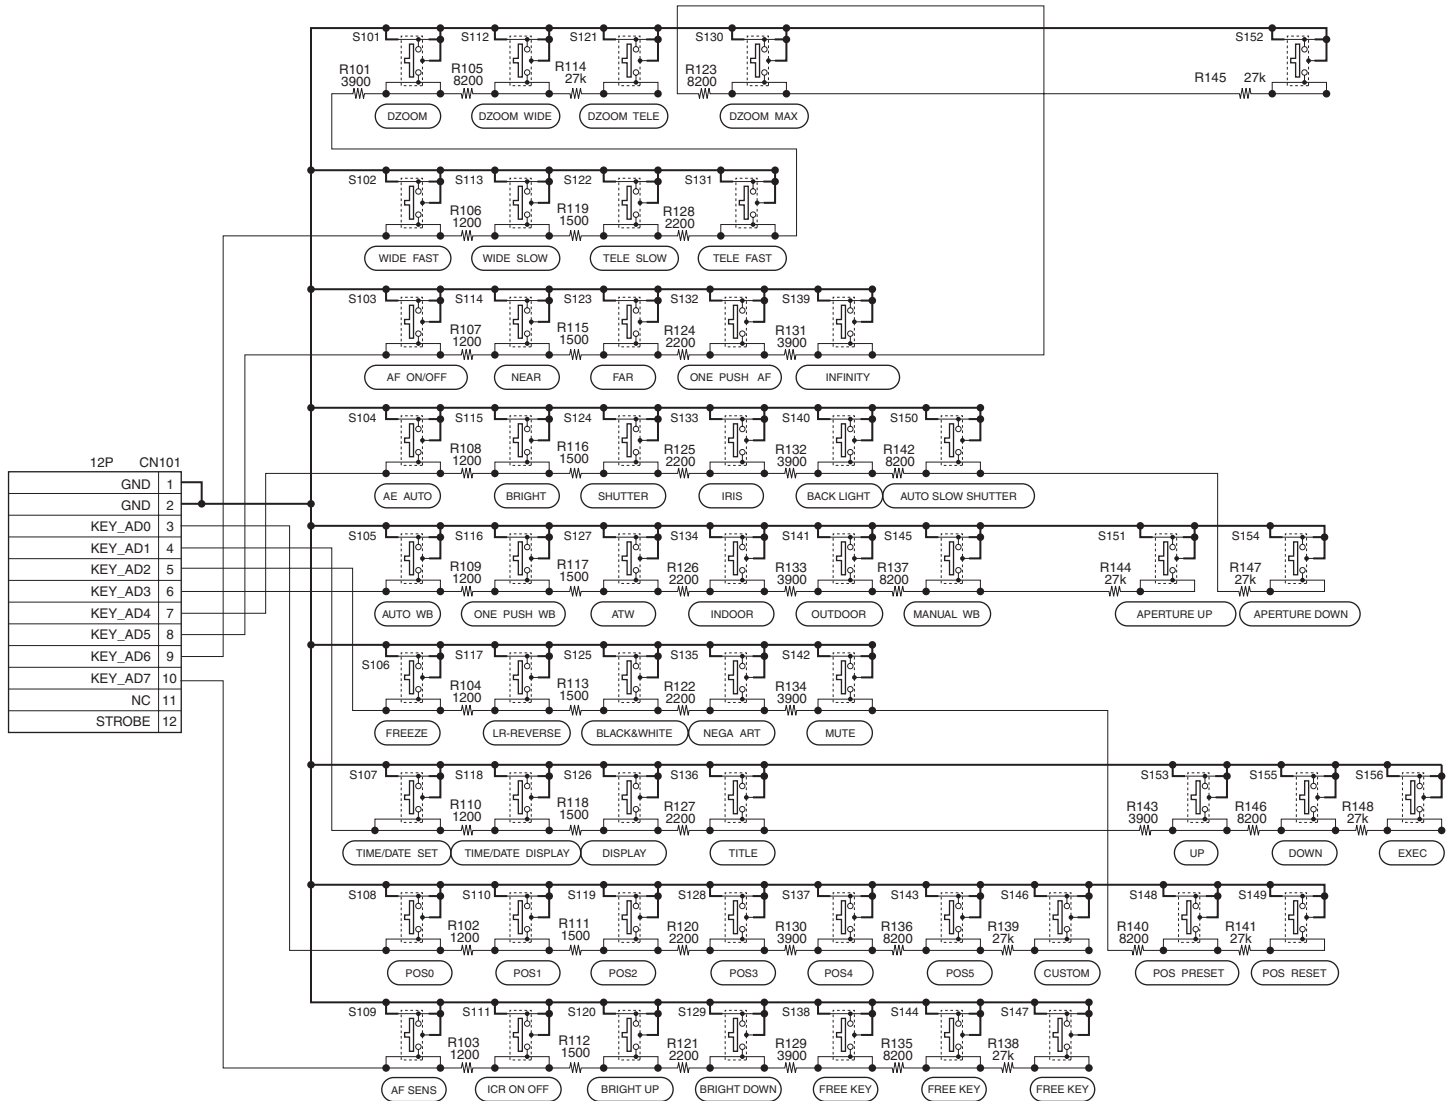 S101 S112 S121 S130 S152
R101 3900 R105 8200 R114 27k R123 8200 R145 27k
DZOOM DZOOM WIDE DZOOM TELE DZOOM MAX
S102 S113 S122 S131
R106 1200 R119 1500 R128 2200
WIDE FAST WIDE SLOW TELE SLOW TELE FAST
S103 S114 S123 S132 S139
R107 1200 R115 1500 R124 2200 R131 3900
AF ON/OFF NEAR FAR ONE PUSH AF INFINITY
S104 S115 S124 S133 S140 S150
R108 1200 R116 1500 R125 2200 R132 3900 R142 8200
AE AUTO BRIGHT SHUTTER IRIS BACK LIGHT AUTO SLOW SHUTTER
12P CN101
GND 1
GND 2
KEY_AD0 3
KEY_AD1 4
KEY_AD2 5
KEY_AD3 6
KEY_AD4 7
KEY_AD5 8
KEY_AD6 9
KEY_AD7 10
NC 11
STROBE 12
S105 S116 S127 S134 S141 S145 S151 S154
R109 1200 R117 1500 R126 2200 R133 3900 R137 8200 R144 27k R147 27k
AUTO WB ONE PUSH WB ATW INDOOR OUTDOOR MANUAL WB APERTURE UP APERTURE DOWN
S106 S117 S125 S135 S142
R104 1200 R113 1500 R122 2200 R134 3900
FREEZE LR-REVERSE BLACK&WHITE NEGA ART MUTE
S107 S118 S126 S136 S153 S155 S156
R110 1200 R118 1500 R127 2200 R143 3900 R146 8200 R148 27k
TIME/DATE SET TIME/DATE DISPLAY DISPLAY TITLE UP DOWN EXEC
S108 S110 S119 S128 S137 S143 S146 S148 S149
R102 1200 R111 1500 R120 2200 R130 3900 R136 8200 R139 27k R140 8200 R141 27k
POS0 POS1 POS2 POS3 POS4 POS5 CUSTOM POS PRESET POS RESET
S109 S111 S120 S129 S138 S144 S147
R103 1200 R112 1500 R121 2200 R129 3900 R135 8200 R138 27k
AF SENS ICR ON OFF BRIGHT UP BRIGHT DOWN FREE KEY FREE KEY FREE KEY